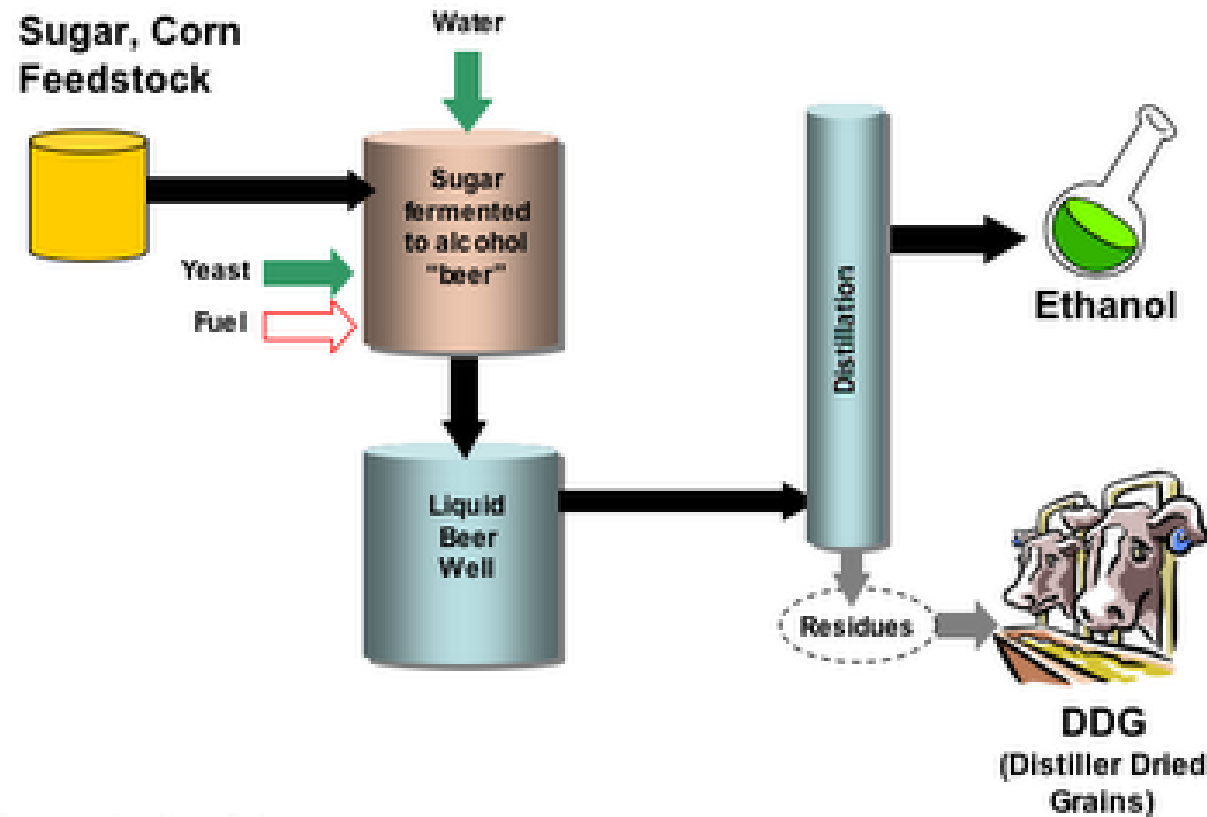 Sugar, Corn
Feedstock
Water
Sugar
fermented
to alcohol
"beer"
Yeast
Fuel
Liquid
Beer
Well
Distillation
Ethanol
Residues
DDG
(Distiller Dried
Grains)